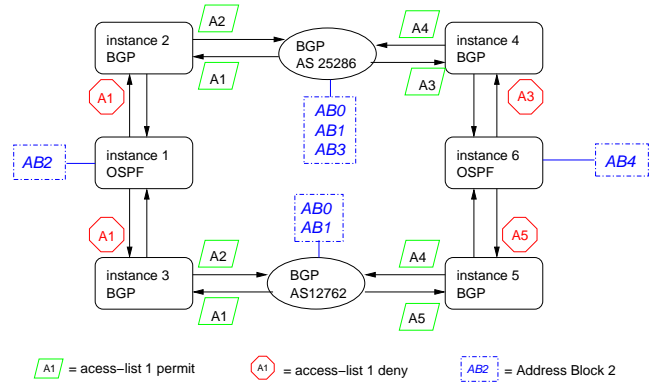 A2
A4
instance 2
BGP
BGP
AS 25286
instance 4
BGP
A1
A3
A1
A3
AB0
AB1
AB3
AB2
instance 1
OSPF
instance 6
OSPF
AB4
AB0
AB1
A1
A5
A2
A4
instance 3
BGP
BGP
AS12762
instance 5
BGP
A1
A5
A1 = acess-list 1 permit
A1 = access-list 1 deny
AB2 = Address Block 2